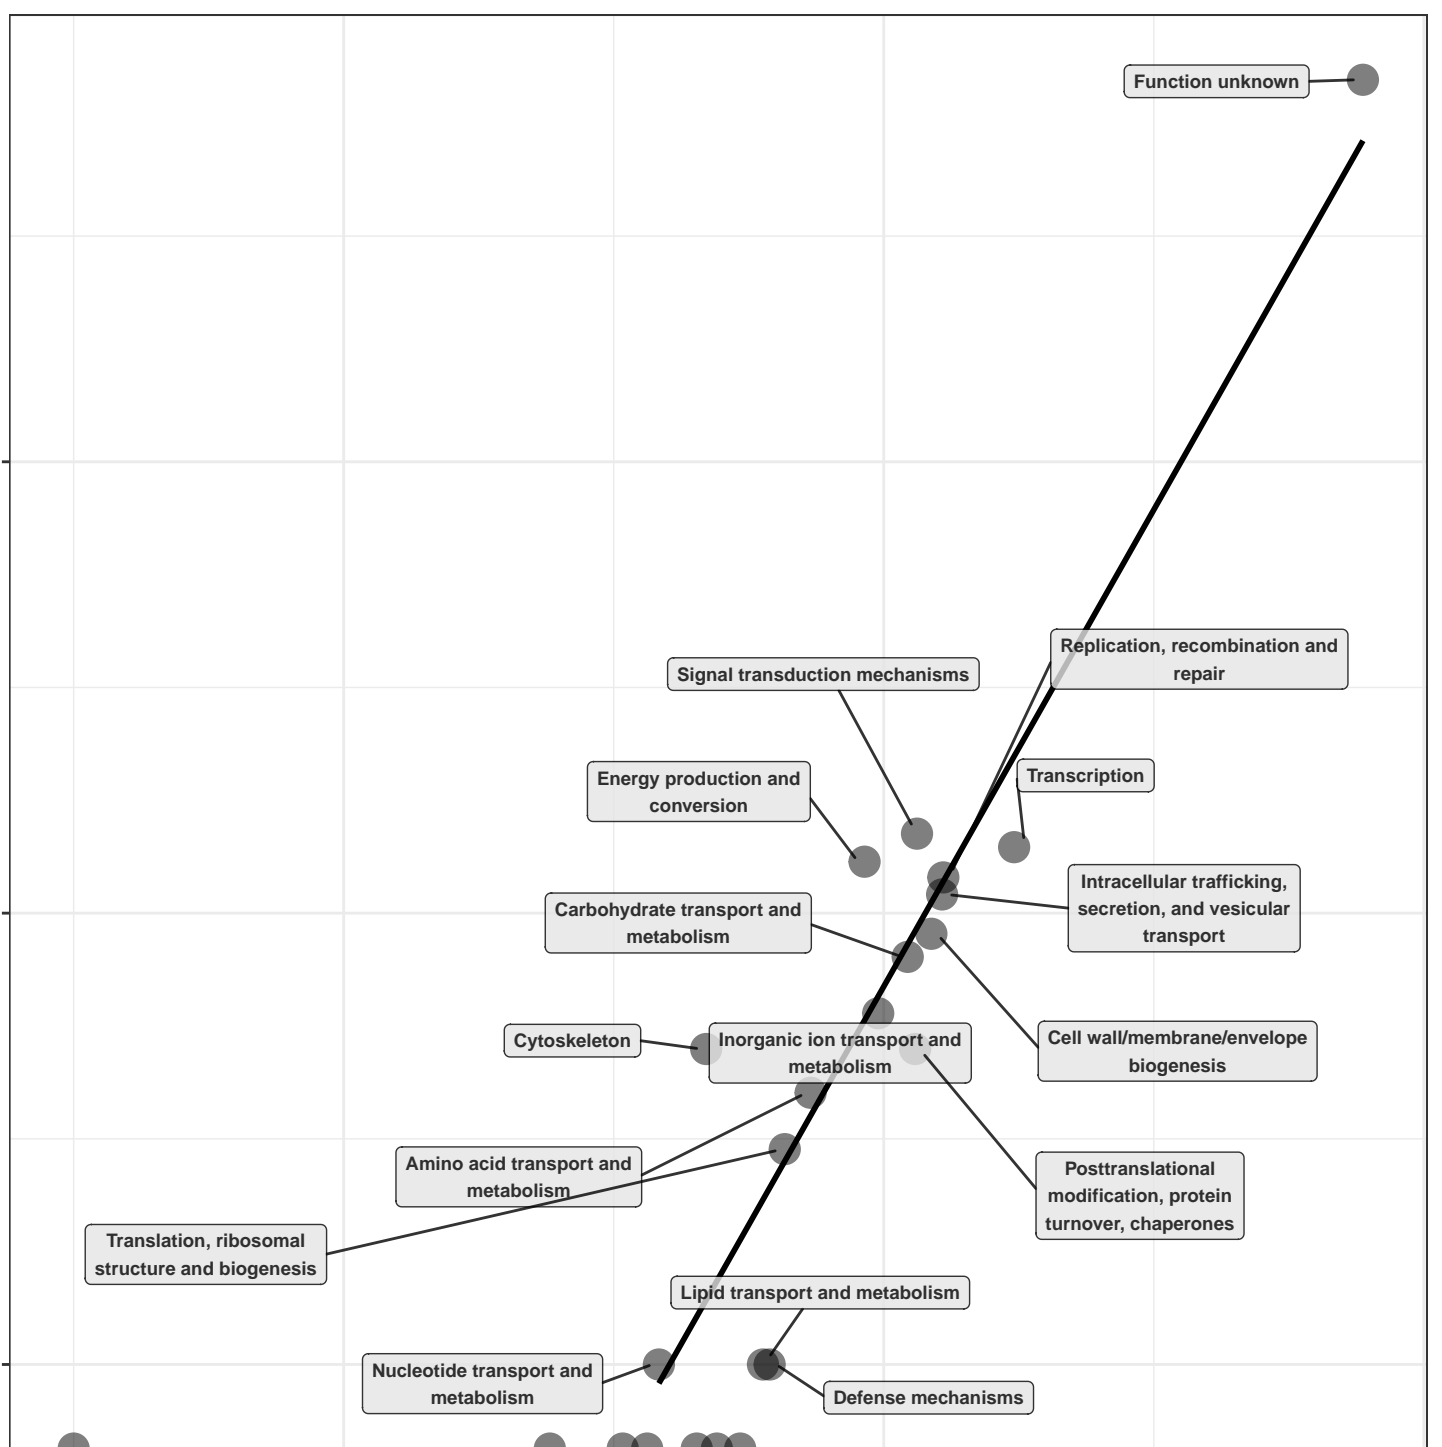 Function unknown
Replication, recombination and
repair
Signal transduction mechanisms
Energy production and
conversion
Transcription
Intracellular trafficking,
secretion, and vesicular
transport
Carbohydrate transport and
metabolism
Cytoskeleton
Inorganic ion transport and
metabolism
Cell wall/membrane/envelope
biogenesis
Amino acid transport and
metabolism
Posttranslational
modification, protein
turnover, chaperones
Translation, ribosomal
structure and biogenesis
Lipid transport and metabolism
Nucleotide transport and
metabolism
Defense mechanisms